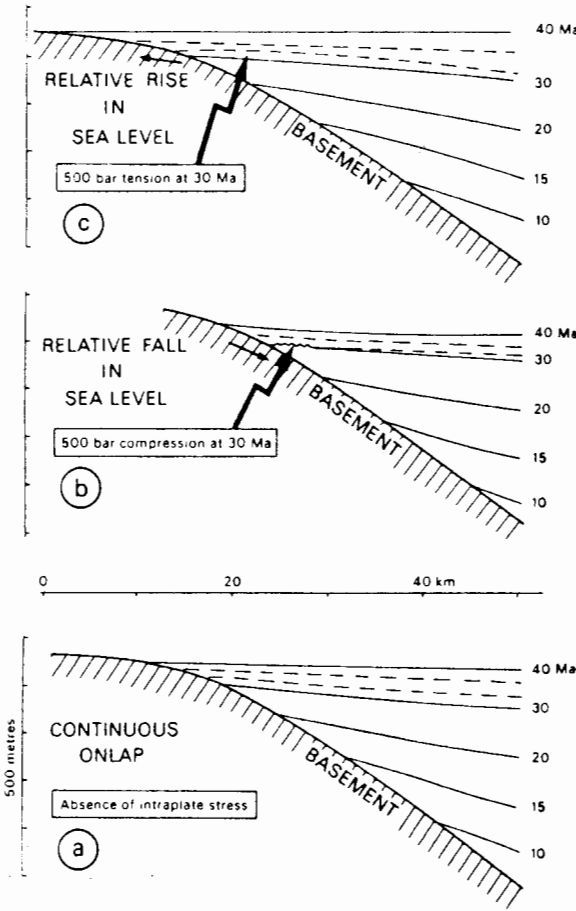 40 Ma
30
20
15
10
RELATIVE RISE
IN
SEA LEVEL
500 bar tension at 30 Ma
BASEMENT
c
40 Ma
30
20
15
10
RELATIVE FALL
IN
SEA LEVEL
500 bar compression at 30 Ma
BASEMENT
b
0
20
40 km
40 Ma
30
20
15
10
CONTINUOUS
ONLAP
BASEMENT
Absence of intraplate stress
a
500 metres